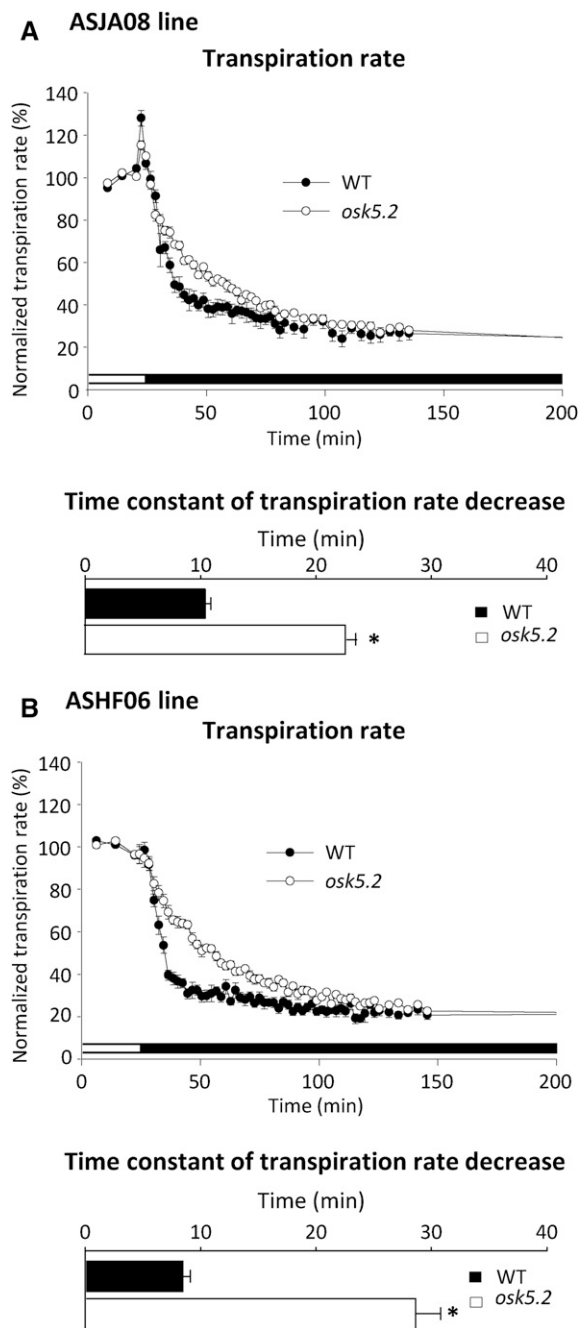 A ASJA08 line
Transpiration rate
Normalized transpiration rate (%)
140
120
100
80
60
40
20
0
WT
osk5.2
0 50 100 150 200
Time (min)
Time constant of transpiration rate decrease
Time (min)
0 10 20 30 40
WT
osk5.2
*
B ASHF06 line
Transpiration rate
Normalized transpiration rate (%)
140
120
100
80
60
40
20
0
WT
osk5.2
0 50 100 150 200
Time (min)
Time constant of transpiration rate decrease
Time (min)
0 10 20 30 40
WT
osk5.2
*